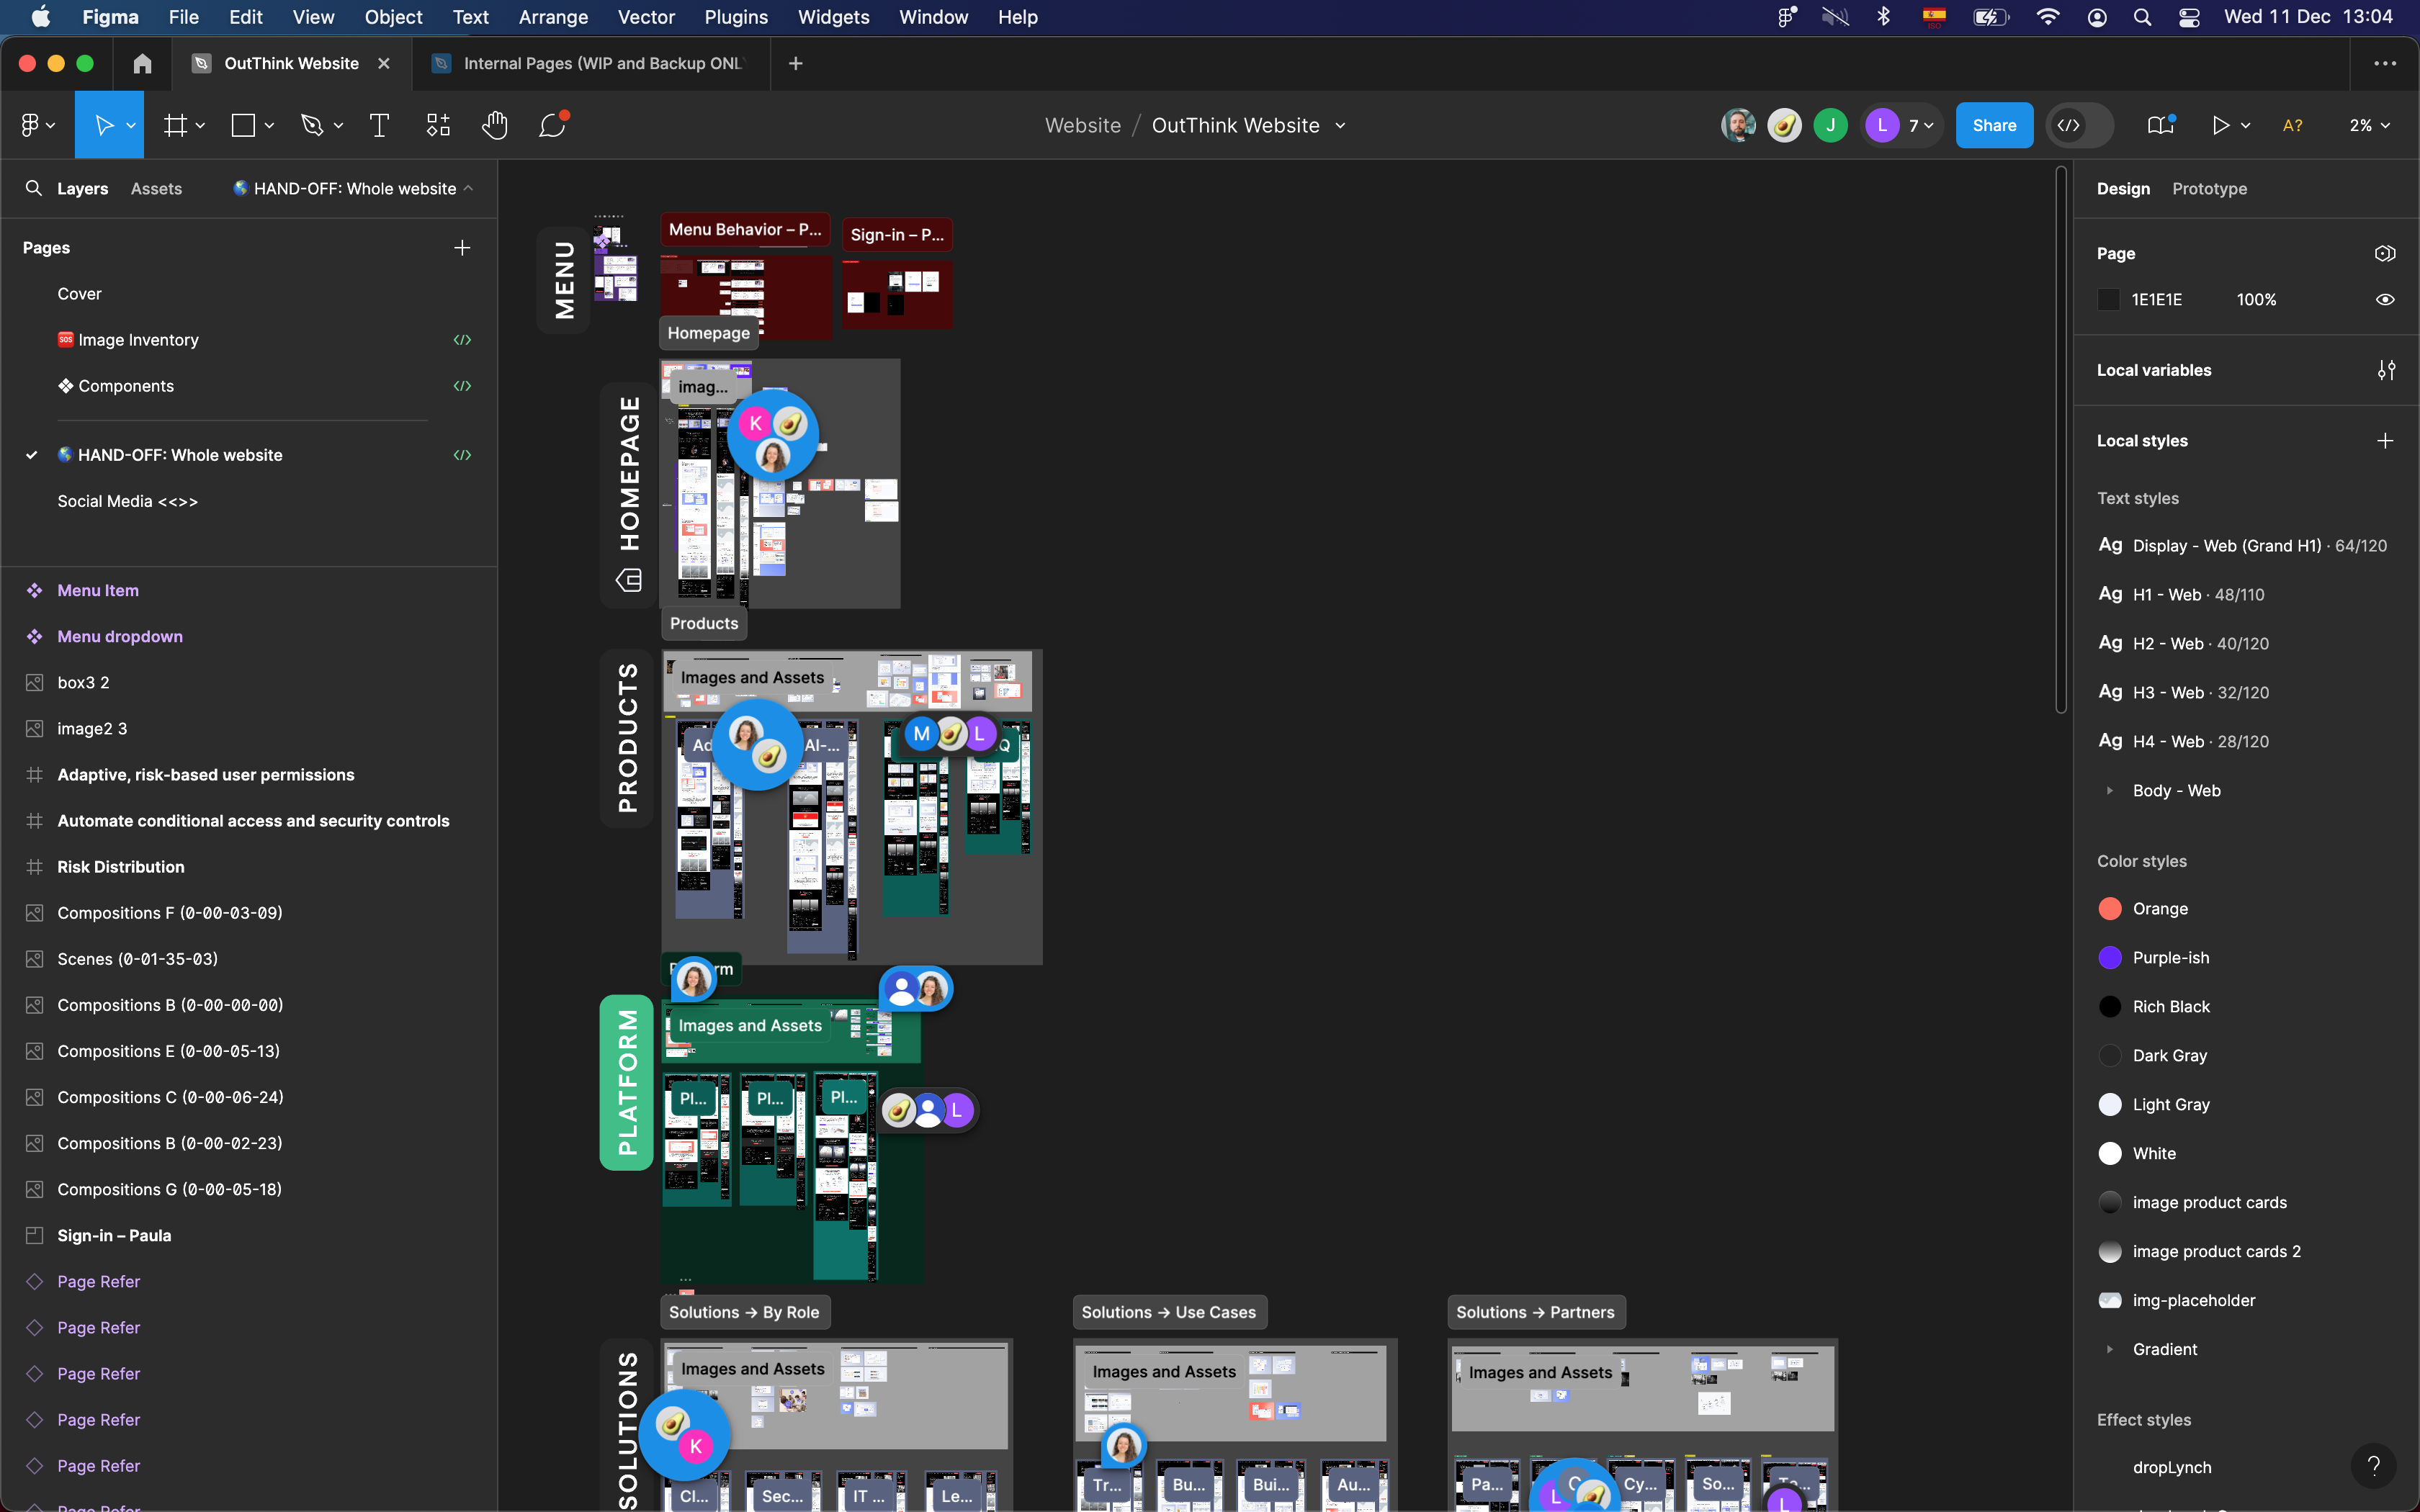 Figma File Edit View Object Text Arrange Vector Plugins Widgets Window Help
Wed 11 Dec 13:04
OutThink Website
Internal Pages (WIP and Backup ONL
Website / OutThink Website
J
L
7
Share
A?
2%
Layers
Assets
HAND-OFF: Whole website
Pages
Cover
SOS Image Inventory
Components
HAND-OFF: Whole website
Social Media <<>>
Menu Item
Menu dropdown
box3 2
image2 3
Adaptive, risk-based user permissions
Automate conditional access and security controls
Risk Distribution
Compositions F (0-00-03-09)
Scenes (0-01-35-03)
Compositions B (0-00-00-00)
Compositions E (0-00-05-13)
Compositions C (0-00-06-24)
Compositions B (0-00-02-23)
Compositions G (0-00-05-18)
Sign-in – Paula
Page Refer
Page Refer
Page Refer
Page Refer
Page Refer
Page Refer
MENU
Menu Behavior – P...
Sign-in – P...
Homepage
HOMEPAGE
imag...
K
Products
PRODUCTS
Images and Assets
Ad
AI-...
M
L
Q
PLATFORM
Images and Assets
Pl...
Pl...
Pl...
L
Solutions → By Role
Solutions → Use Cases
Solutions → Partners
SOLUTIONS
Images and Assets
Images and Assets
Images and Assets
K
Cl...
Sec...
IT ...
Le...
Tr...
Bu...
Bui...
Au...
Pa...
L
Cy...
So...
L
Design
Prototype
Page
1E1E1E
100%
Local variables
Local styles
Text styles
Ag Display - Web (Grand H1) · 64/120
Ag H1 - Web · 48/110
Ag H2 - Web · 40/120
Ag H3 - Web · 32/120
Ag H4 - Web · 28/120
Body - Web
Color styles
Orange
Purple-ish
Rich Black
Dark Gray
Light Gray
White
image product cards
image product cards 2
img-placeholder
Gradient
Effect styles
dropLynch
?